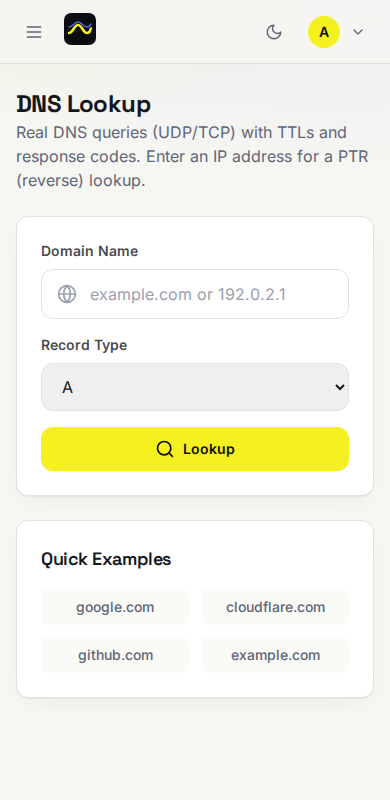 A
DNS Lookup
Real DNS queries (UDP/TCP) with TTLs and
response codes. Enter an IP address for a PTR
(reverse) lookup.
Domain Name
example.com or 192.0.2.1
Record Type
A
Lookup
Quick Examples
google.com
cloudflare.com
github.com
example.com